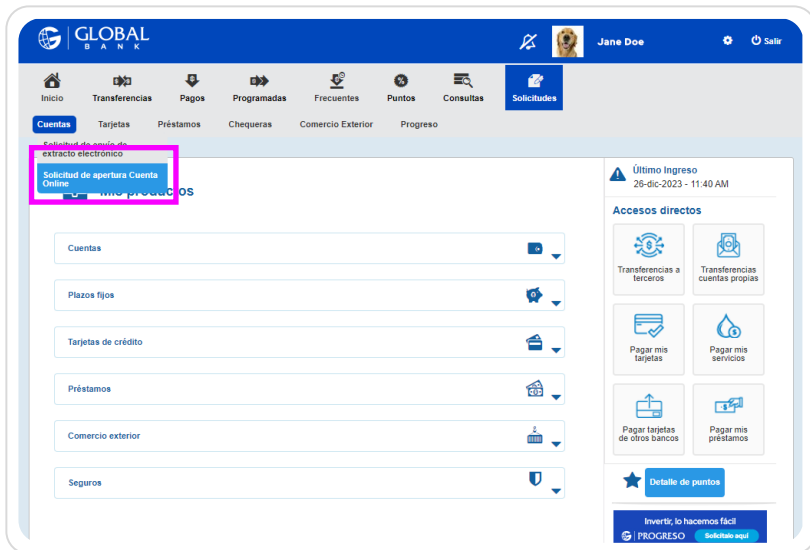 GLOBAL
BANK
Jane Doe
Salir
Inicio
Transferencias
Pagos
Programadas
Frecuentes
Puntos
Consultas
Solicitudes
Cuentas
Tarjetas
Préstamos
Chequeras
Comercio Exterior
Progreso
Solicitud de envío de
extracto electrónico
Solicitud de apertura Cuenta
Online
Mis productos
Cuentas
Plazos fijos
Tarjetas de crédito
Préstamos
Comercio exterior
Seguros
Último Ingreso
26-dic-2023 - 11:40 AM
Accesos directos
Transferencias a
terceros
Transferencias
cuentas propias
Pagar mis
tarjetas
Pagar mis
servicios
Pagar tarjetas
de otros bancos
Pagar mis
préstamos
Detalle de puntos
Invertir, lo hacemos fácil
PROGRESO
Solicítalo aquí